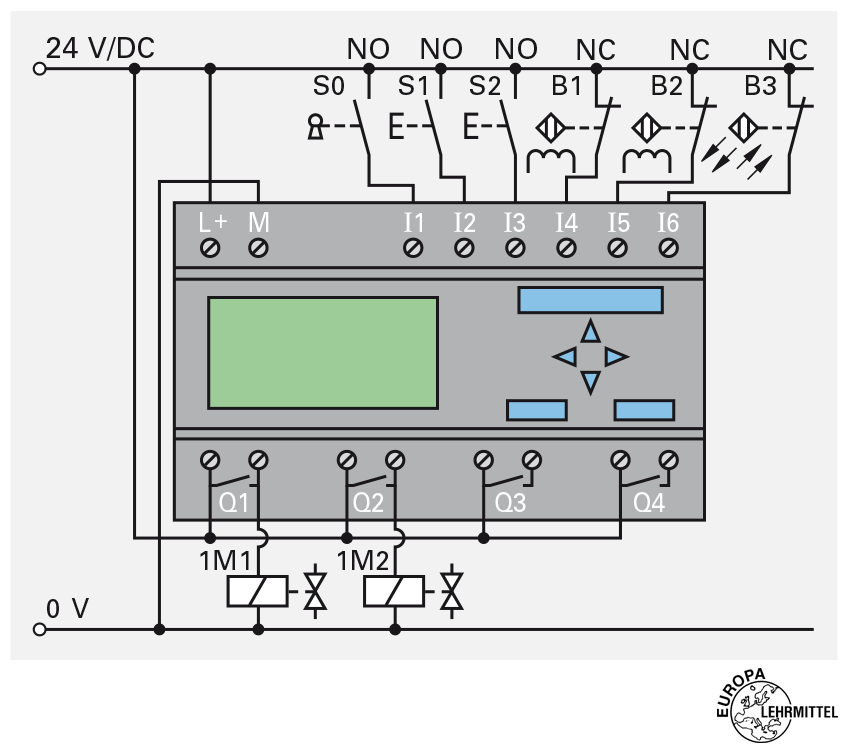 24 V/DC NO NO NO NC NC NC
S0 S1 S2 B1 B2 B3
L+ M I1 I2 I3 I4 I5 I6
Q1 Q2 Q3 Q4
1M1 1M2
0 V
EUROPA
LEHRMITTEL